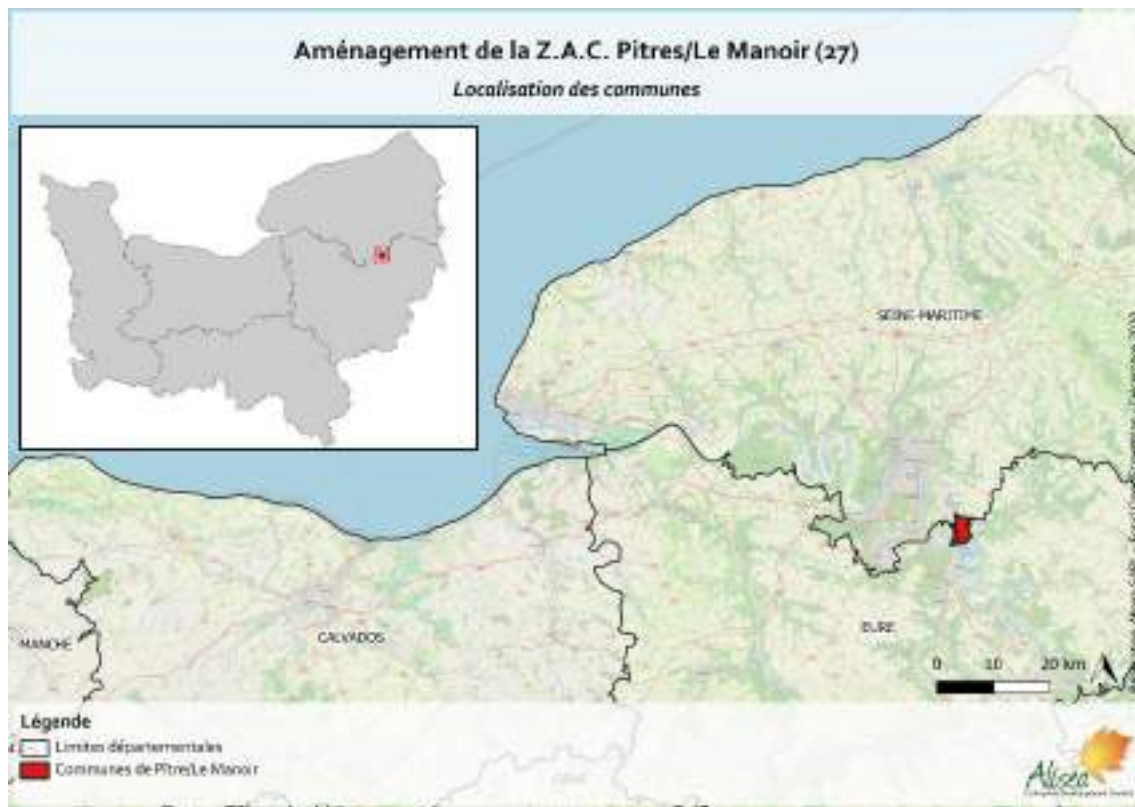 Aménagement de la Z.A.C. Pitres/Le Manoir (27)
Localisation des communes
SEINE-MARITIME
MANCHE
CALVADOS
EURE
0 10 20 km
Légende
Limites départementales
Communes de Pître/Le Manoir
Alisea